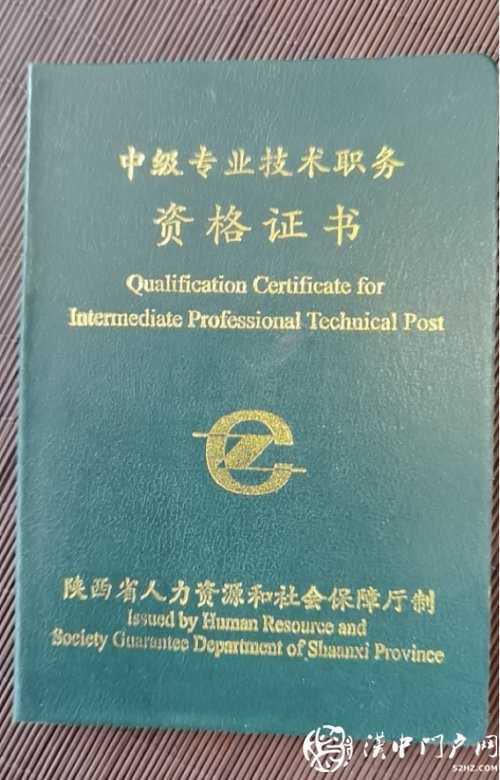 中级专业技术职务
资格证书
Qualification Certificate for
Intermediate Professional Technical Post
陕西省人力资源和社会保障厅制
Issued by Human Resource and
Society Guarantee Department of Shaanxi Province
汉中门户网
52HZ.COM